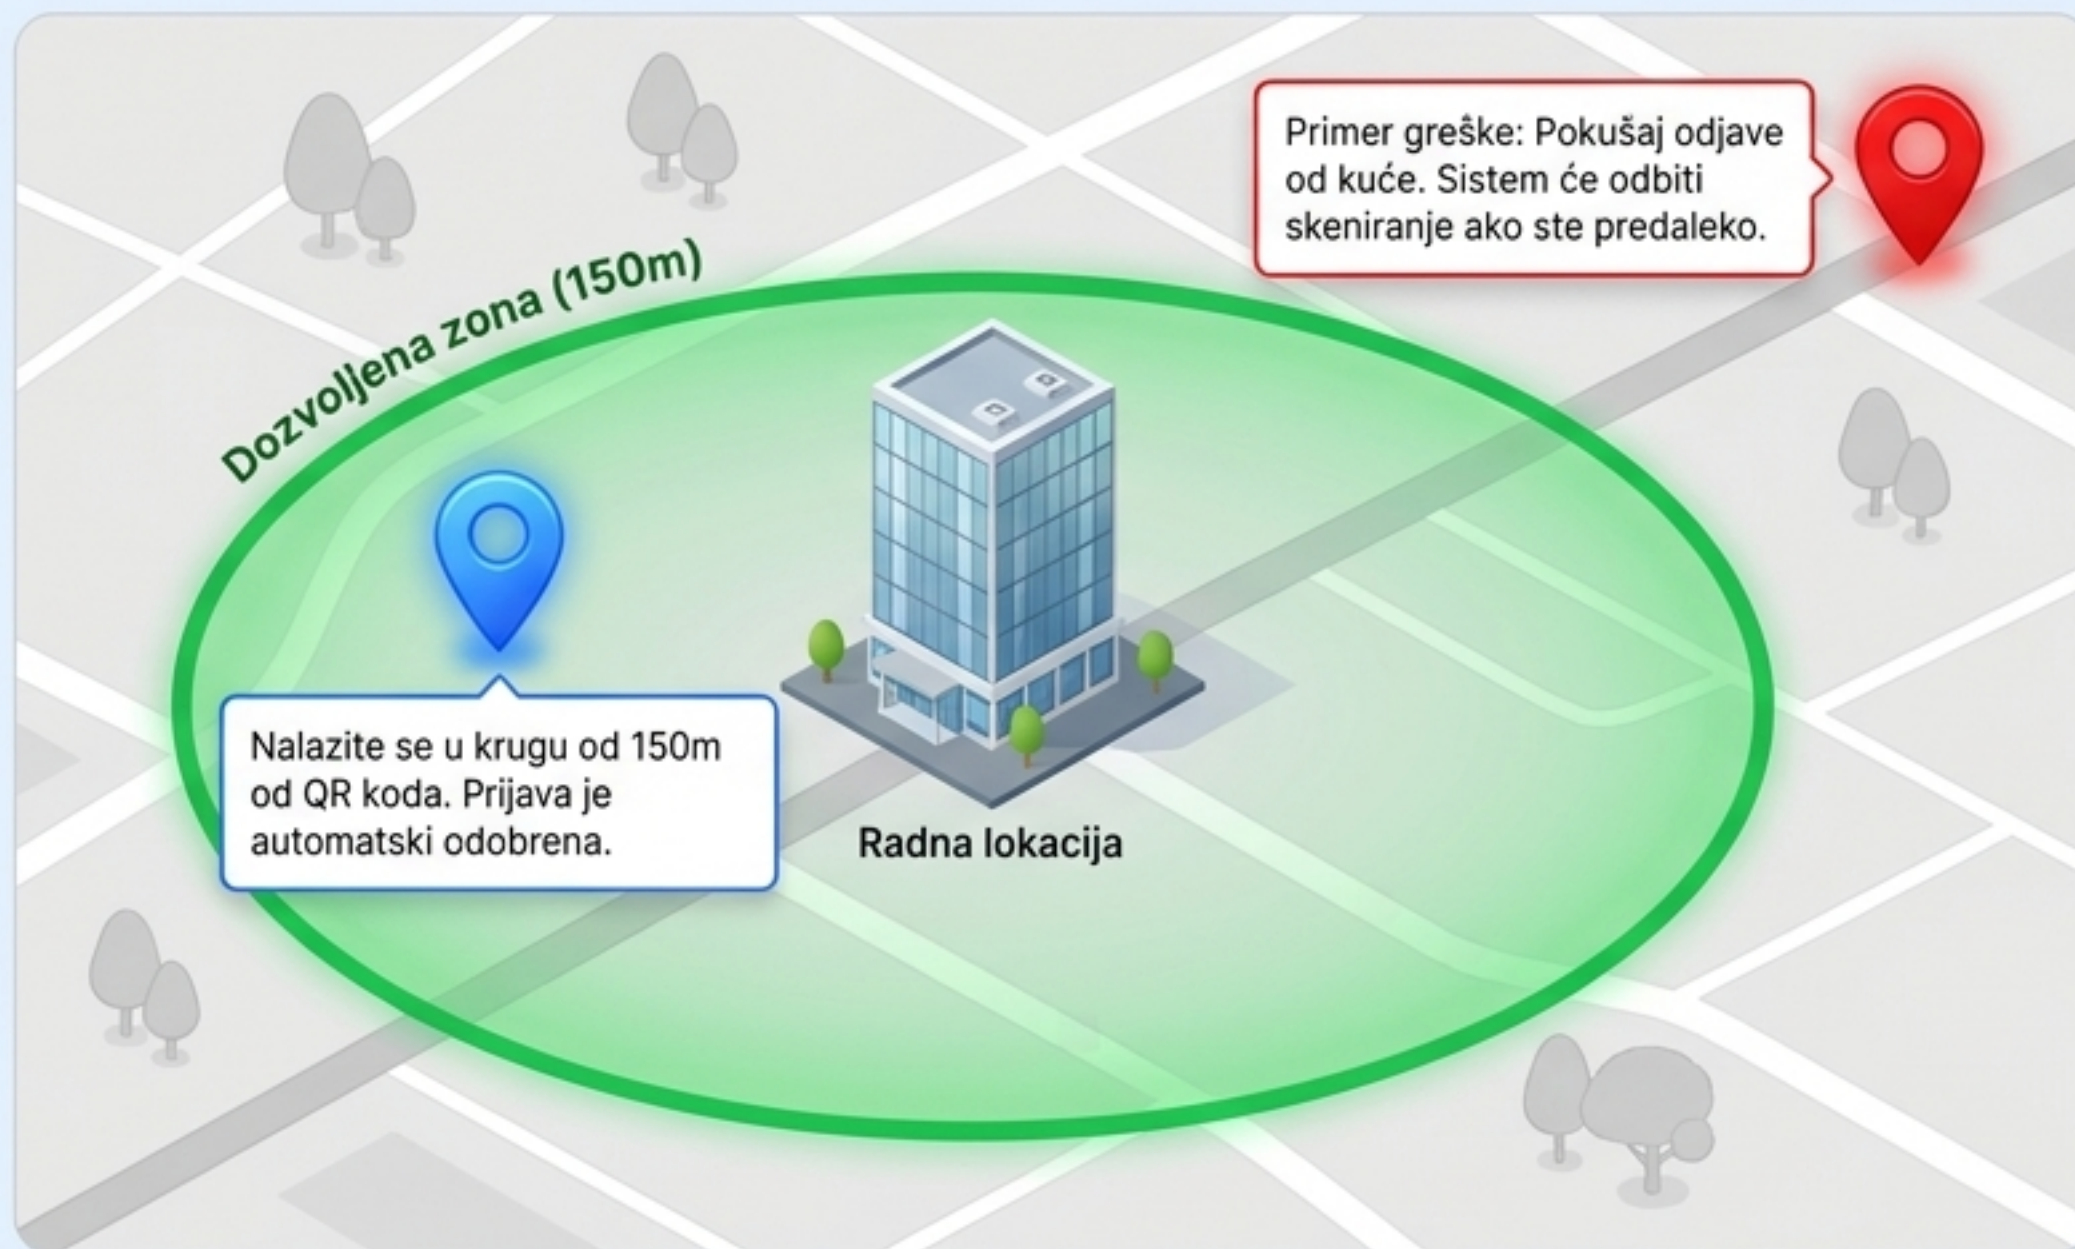 Primer greške: Pokušaj odjave
od kuće. Sistem će odbiti
skeniranje ako ste predaleko.
Dozvoljena zona (150m)
Nalazite se u krugu od 150m
od QR koda. Prijava je
automatski odobrena.
Radna lokacija